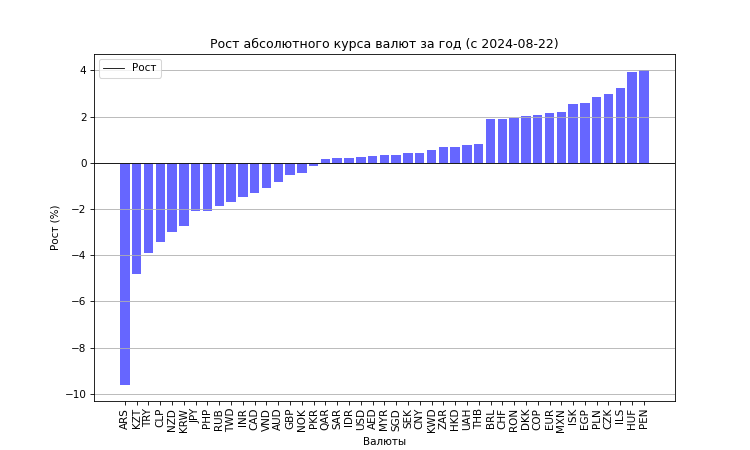 Рост абсолютного курса валют за год (с 2024-08-22)
Рост
4
2
0
−2
−4
−6
−8
−10
Рост (%)
ARS KZT TRY CLP NZD KRW JPY PHP RUB TWD INR CAD VND AUD GBP NOK PKR QAR SAR IDR USD AED MYR SGD SEK CNY KWD ZAR HKD UAH THB BRL CHF RON DKK COP EUR MXN ISK EGP PLN CZK ILS HUF PEN
Валюты